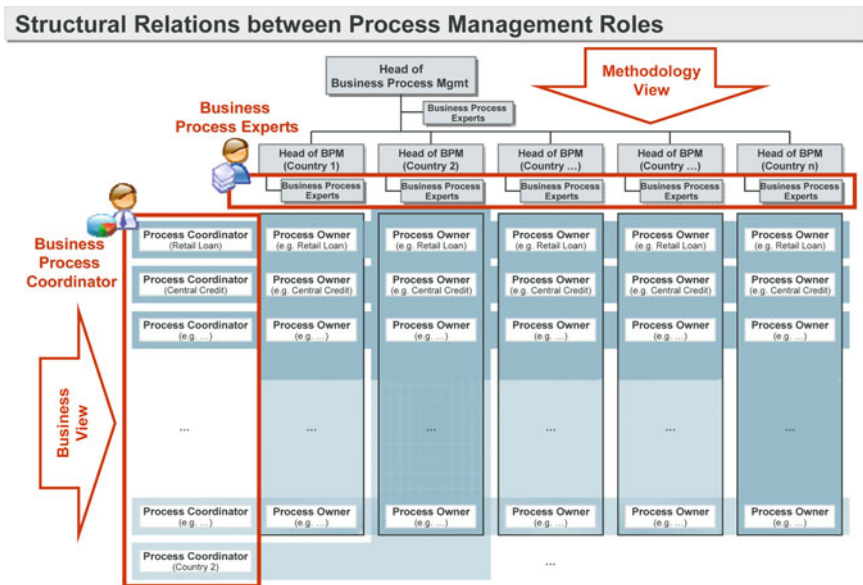 Structural Relations between Process Management Roles
Head of
Business Process Mgmt
Methodology
View
Business Process
Experts
Business
Process Experts
Head of BPM
(Country 1)
Head of BPM
(Country 2)
Head of BPM
(Country ...)
Head of BPM
(Country ...)
Head of BPM
(Country n)
Business Process
Experts
Business Process
Experts
Business Process
Experts
Business Process
Experts
Business Process
Experts
Business
Process
Coordinator
Process Coordinator
(Retail Loan)
Process Owner
(e.g. Retail Loan)
Process Owner
(e.g. Retail Loan)
Process Owner
(e.g. Retail Loan)
Process Owner
(e.g. Retail Loan)
Process Owner
(e.g. Retail Loan)
Process Coordinator
(Central Credit)
Process Owner
(e.g. Central Credit)
Process Owner
(e.g. Central Credit)
Process Owner
(e.g. Central Credit)
Process Owner
(e.g. Central Credit)
Process Owner
(e.g. Central Credit)
Process Coordinator
(e.g. ...)
Process Owner
(e.g. ...)
Process Owner
(e.g. ...)
Process Owner
(e.g. ...)
Process Owner
(e.g. ...)
Process Owner
(e.g. ...)
Business
View
...
...
...
...
...
...
Process Coordinator
(e.g. ...)
Process Owner
(e.g. ...)
Process Owner
(e.g. ...)
Process Owner
(e.g. ...)
Process Owner
(e.g. ...)
Process Owner
(e.g. ...)
Process Coordinator
(Country 2)
...